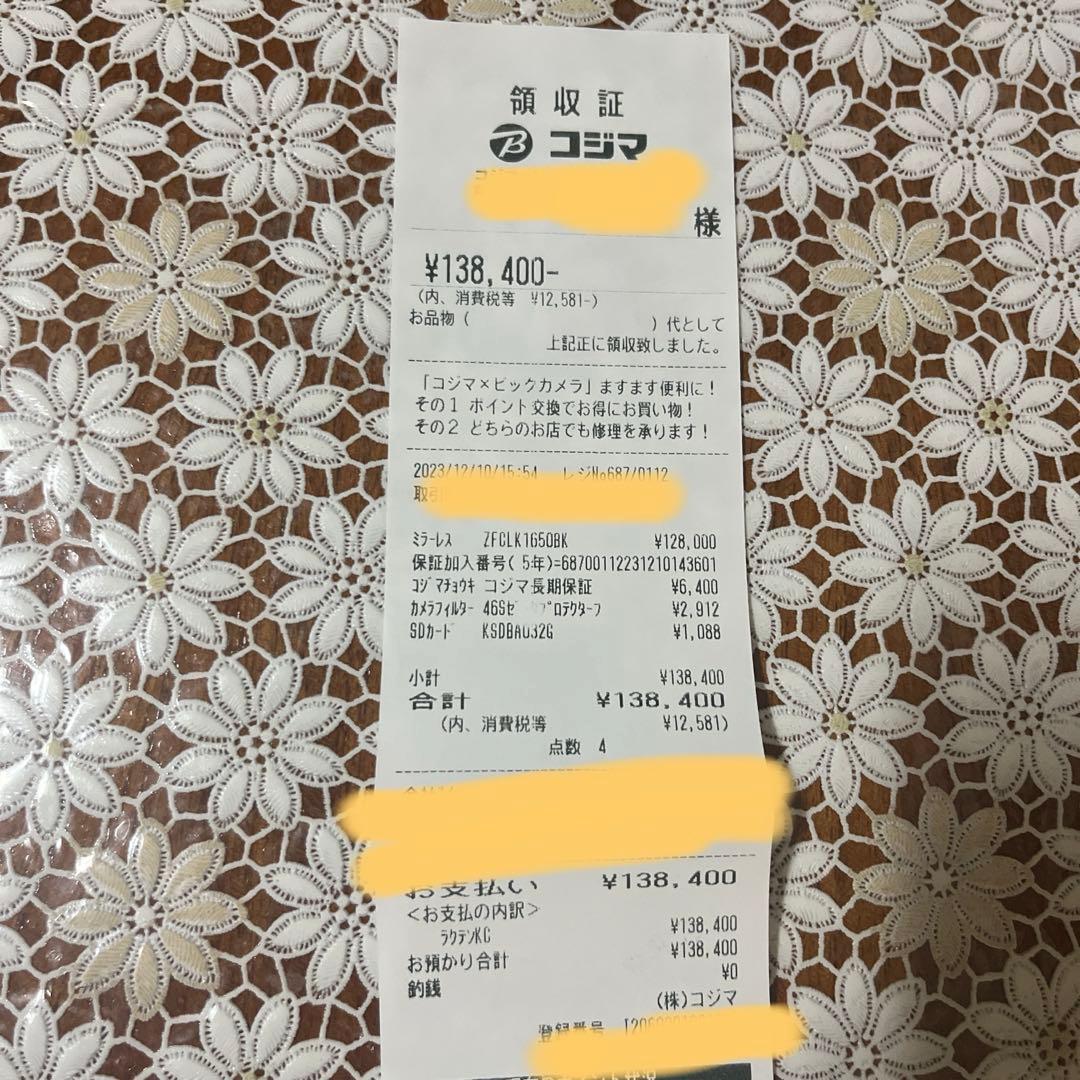 領収証
B コジマ
様
¥138,400-
(内、消費税等 ¥12,581-)
お品物( )代として
上記正に領収致しました。
「コジマ×ビックカメラ」ますます便利に!
その1 ポイント交換でお得にお買い物!
その2 どちらのお店でも修理を承ります!
2023/12/10/15:54 レジNo687/0112
取引
ミラーレス ZFCLK1650BK ¥128,000
保証加入番号(5年)=68700112231210143601
コジマチョウキ コジマ長期保証 ¥6,400
カメラフィルター 46S プロテクター ¥2,912
SDカード KSDBA032G ¥1,088
小計 ¥138,400
合計 ¥138,400
(内、消費税等 ¥12,581)
点数 4
お支払い ¥138,400
<お支払の内訳>
ラクテンKC ¥138,400
お預かり合計 ¥138,400
釣銭 ¥0
(株)コジマ
登録番号